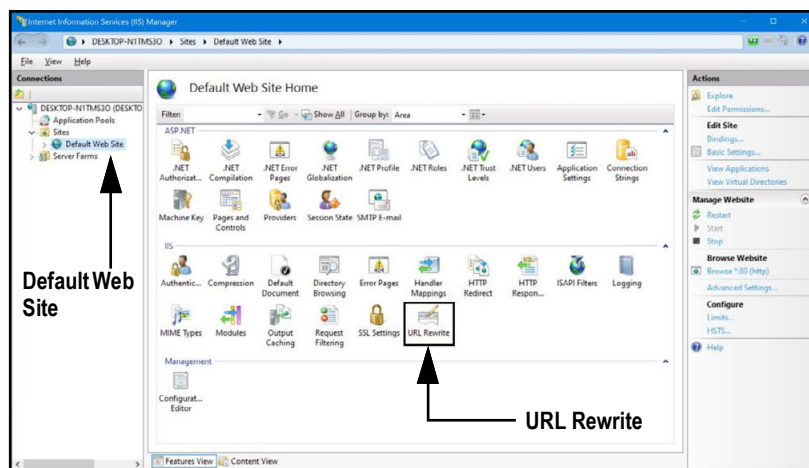 Internet Information Services (IIS) Manager
DESKTOP-N1TMS3O Sites Default Web Site
File View Help
Connections
DESKTOP-N1TMS3O (DESKTO
Application Pools
Sites
Default Web Site
Server Farms
Default Web
Site
Default Web Site Home
Filter: Go Show All Group by: Area
ASP.NET
.NET Authorizat...
.NET Compilation
.NET Error Pages
.NET Globalization
.NET Profile
.NET Roles
.NET Trust Levels
.NET Users
Application Settings
Connection Strings
Machine Key
Pages and Controls
Providers
Session State
SMTP E-mail
IIS
Authentic...
Compression
Default Document
Directory Browsing
Error Pages
Handler Mappings
HTTP Redirect
HTTP Respon...
ISAPI Filters
Logging
MIME Types
Modules
Output Caching
Request Filtering
SSL Settings
URL Rewrite
Management
Configurat... Editor
URL Rewrite
Features View Content View
Actions
Explore
Edit Permissions...
Edit Site
Bindings...
Basic Settings...
View Applications
View Virtual Directories
Manage Website
Restart
Start
Stop
Browse Website
Browse *:80 (http)
Advanced Settings...
Configure
Limits...
HSTS...
Help